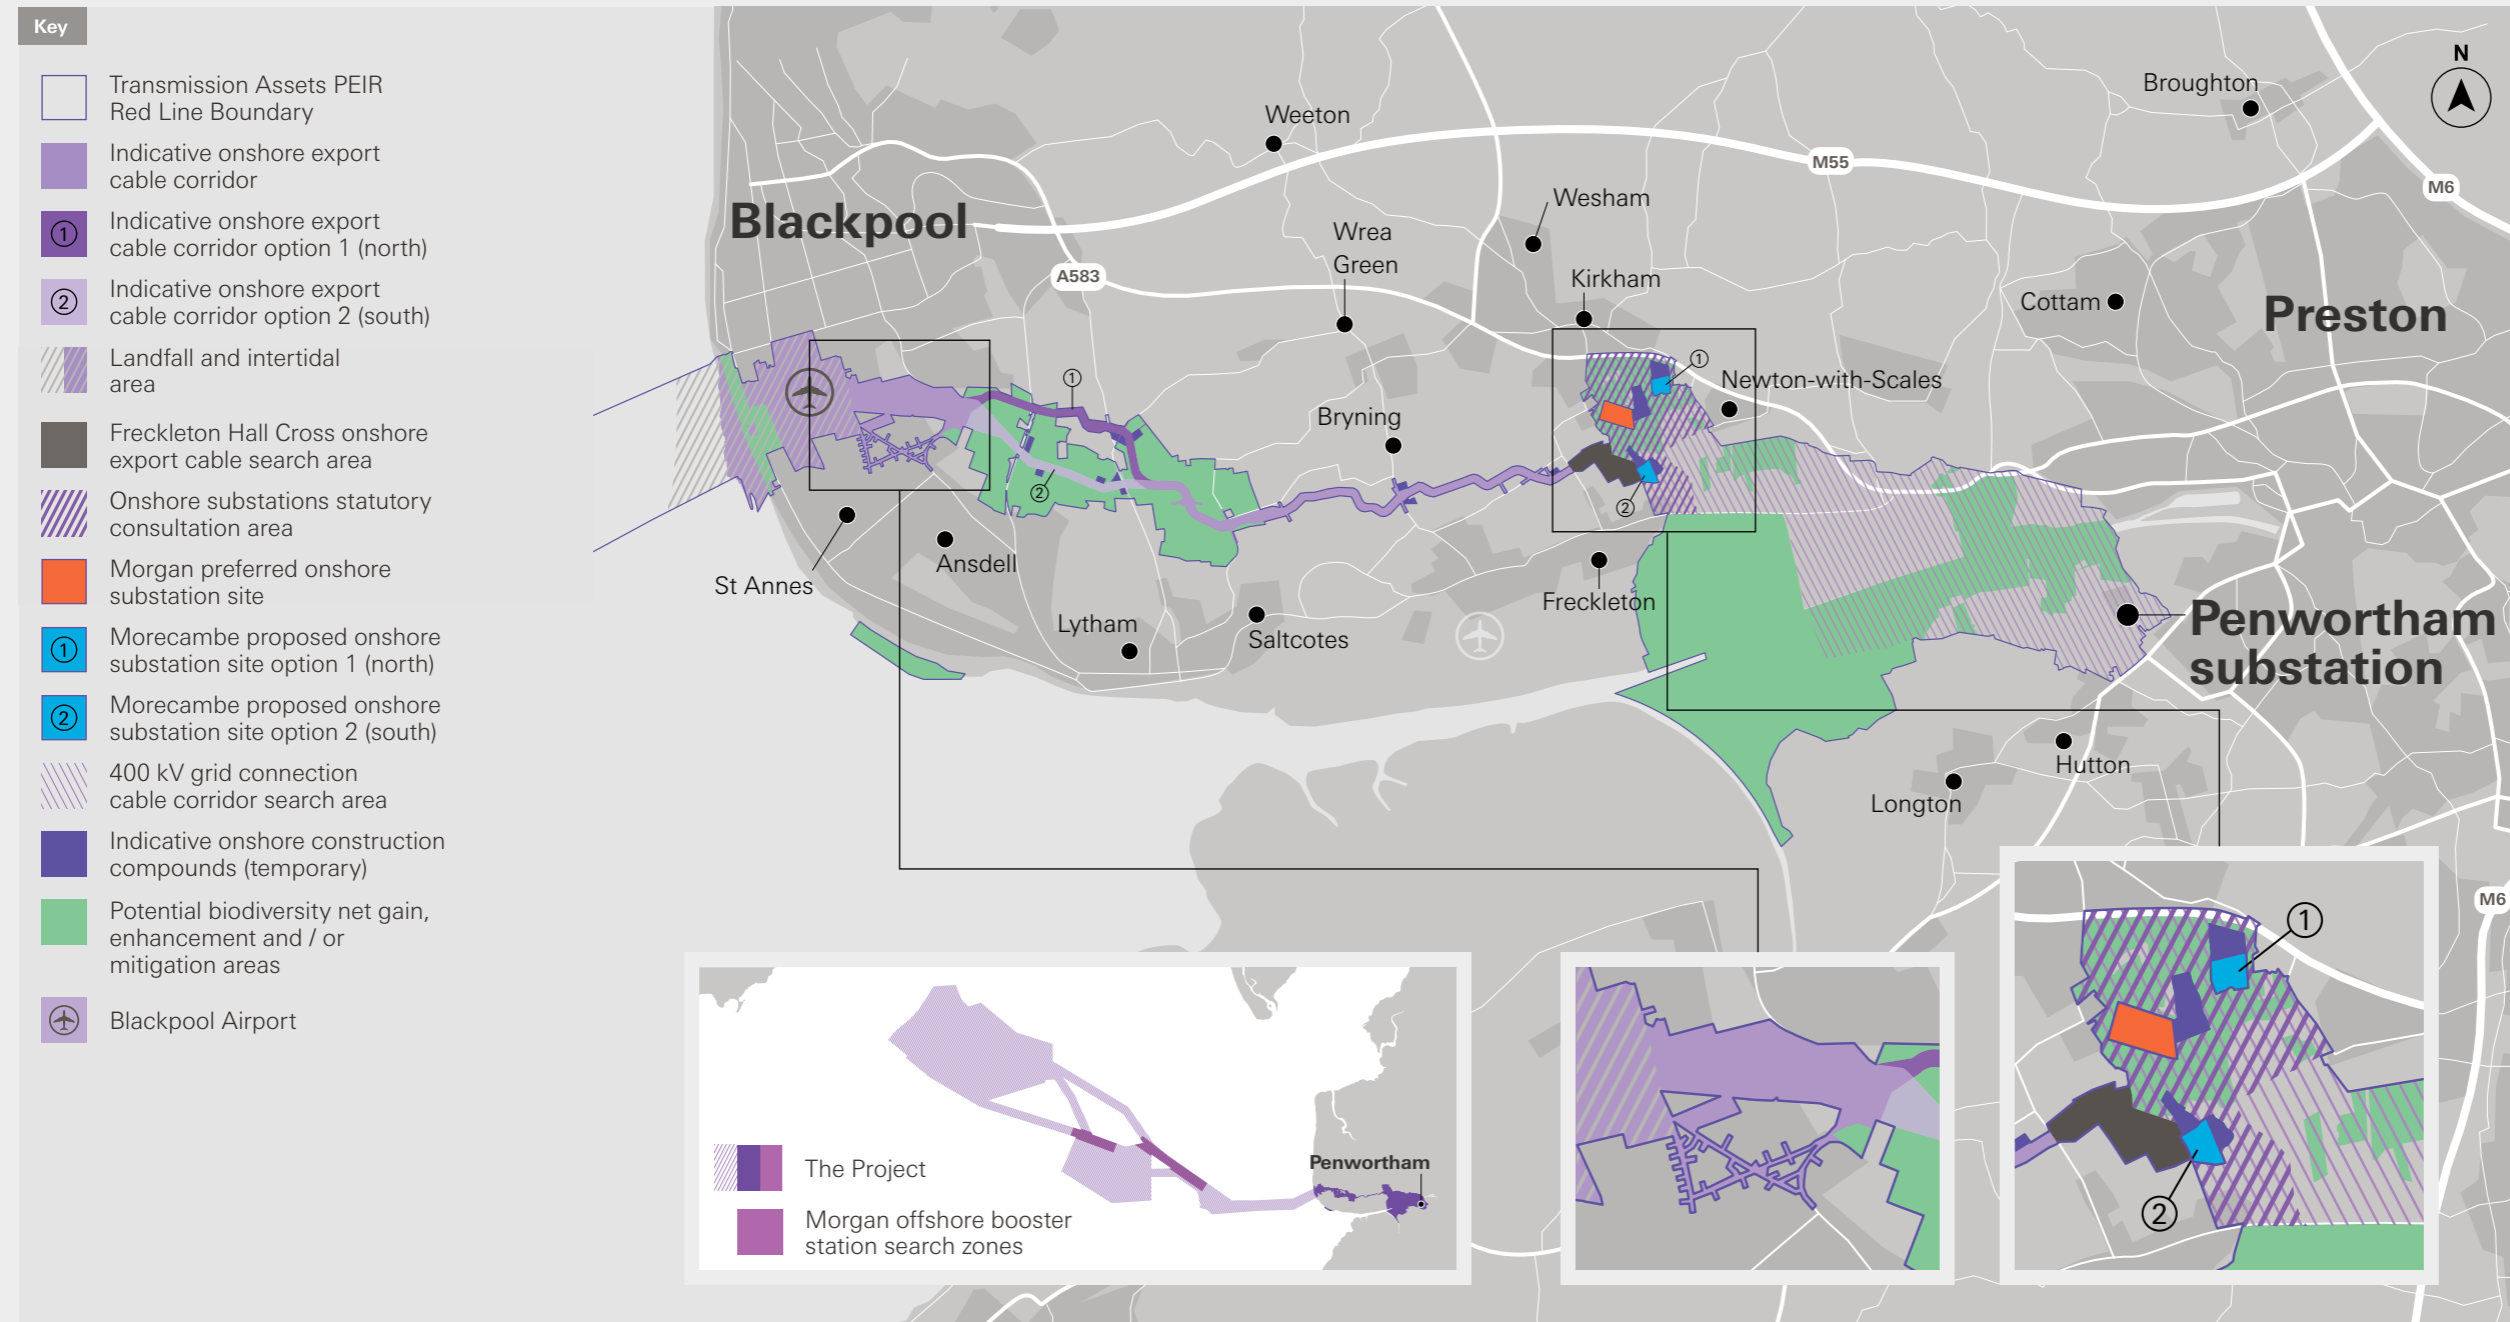 Key
Transmission Assets PEIR
Red Line Boundary
Indicative onshore export
cable corridor
1
Indicative onshore export
cable corridor option 1 (north)
2
Indicative onshore export
cable corridor option 2 (south)
Landfall and intertidal
area
Freckleton Hall Cross onshore
export cable search area
Onshore substations statutory
consultation area
Morgan preferred onshore
substation site
1
Morecambe proposed onshore
substation site option 1 (north)
2
Morecambe proposed onshore
substation site option 2 (south)
400 kV grid connection
cable corridor search area
Indicative onshore construction
compounds (temporary)
Potential biodiversity net gain,
enhancement and / or
mitigation areas
Blackpool Airport
N
Broughton
Weeton
M55
M6
Wesham
Blackpool
Wrea
Green
A583
Kirkham
Cottam
Preston
1
1
Newton-with-Scales
Bryning
2
2
St Annes
Ansdell
Freckleton
Lytham
Saltcotes
Penwortham
substation
Hutton
Longton
M6
1
2
Penwortham
The Project
Morgan offshore booster
station search zones